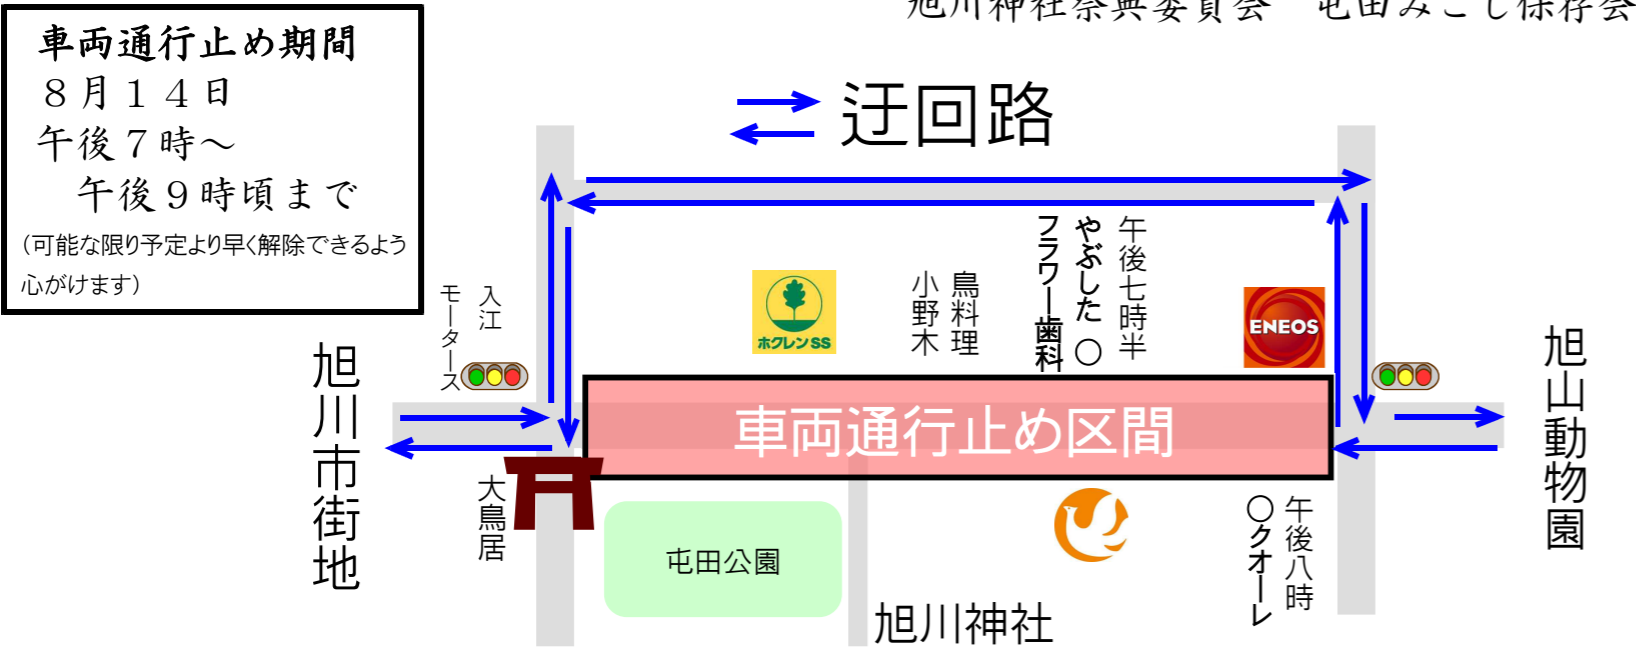 旭川神社祭典委員会　屯田みこし保存会
車両通行止め期間
８月１４日
午後７時～
午後９時頃まで
（可能な限り予定より早く解除できるよう
心がけます）
迂回路
入江
モータース
ホクレンSS
鳥料理
小野木
午後七時半
やぶした 〇
フラワー歯科
ENEOS
旭川市街地
車両通行止め区間
旭山動物園
大鳥居
屯田公園
旭川神社
午後八時
〇クオーレ